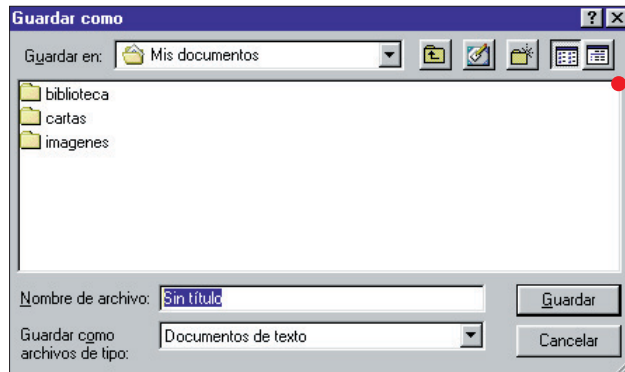 Guardar como
Guardar en: Mis documentos
biblioteca
cartas
imagenes
Nombre de archivo: Sin título Guardar
Guardar como
archivos de tipo: Documentos de texto Cancelar